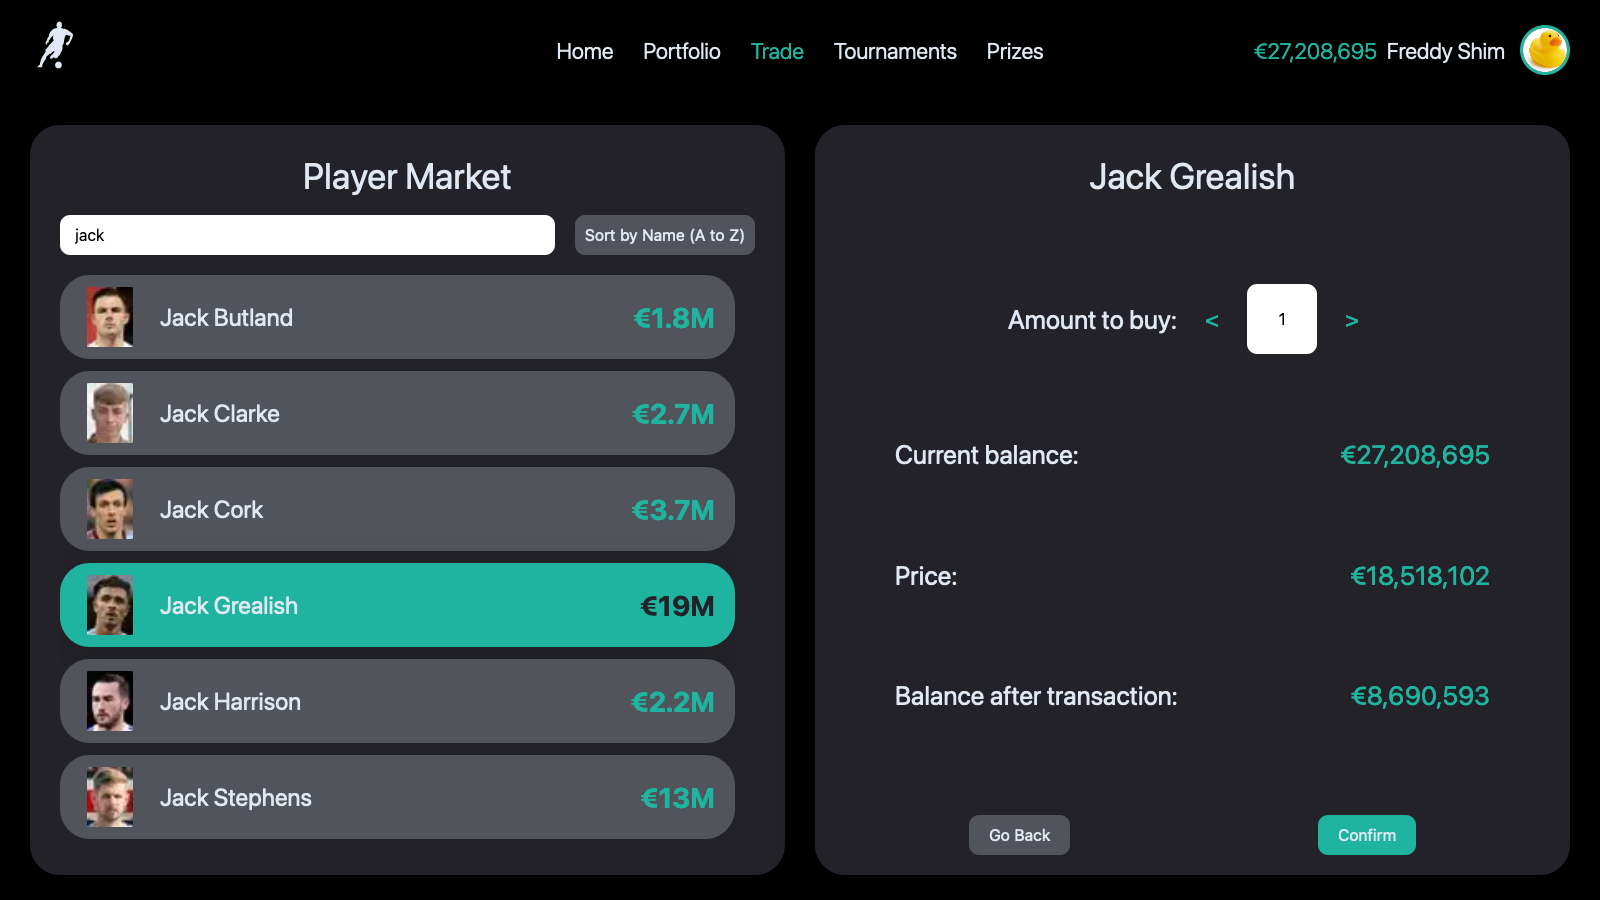 Home Portfolio Trade Tournaments Prizes €27,208,695 Freddy Shim
Player Market
jack Sort by Name (A to Z)
Jack Butland €1.8M
Jack Clarke €2.7M
Jack Cork €3.7M
Jack Grealish €19M
Jack Harrison €2.2M
Jack Stephens €13M
Jack Grealish
Amount to buy: < 1 >
Current balance: €27,208,695
Price: €18,518,102
Balance after transaction: €8,690,593
Go Back Confirm